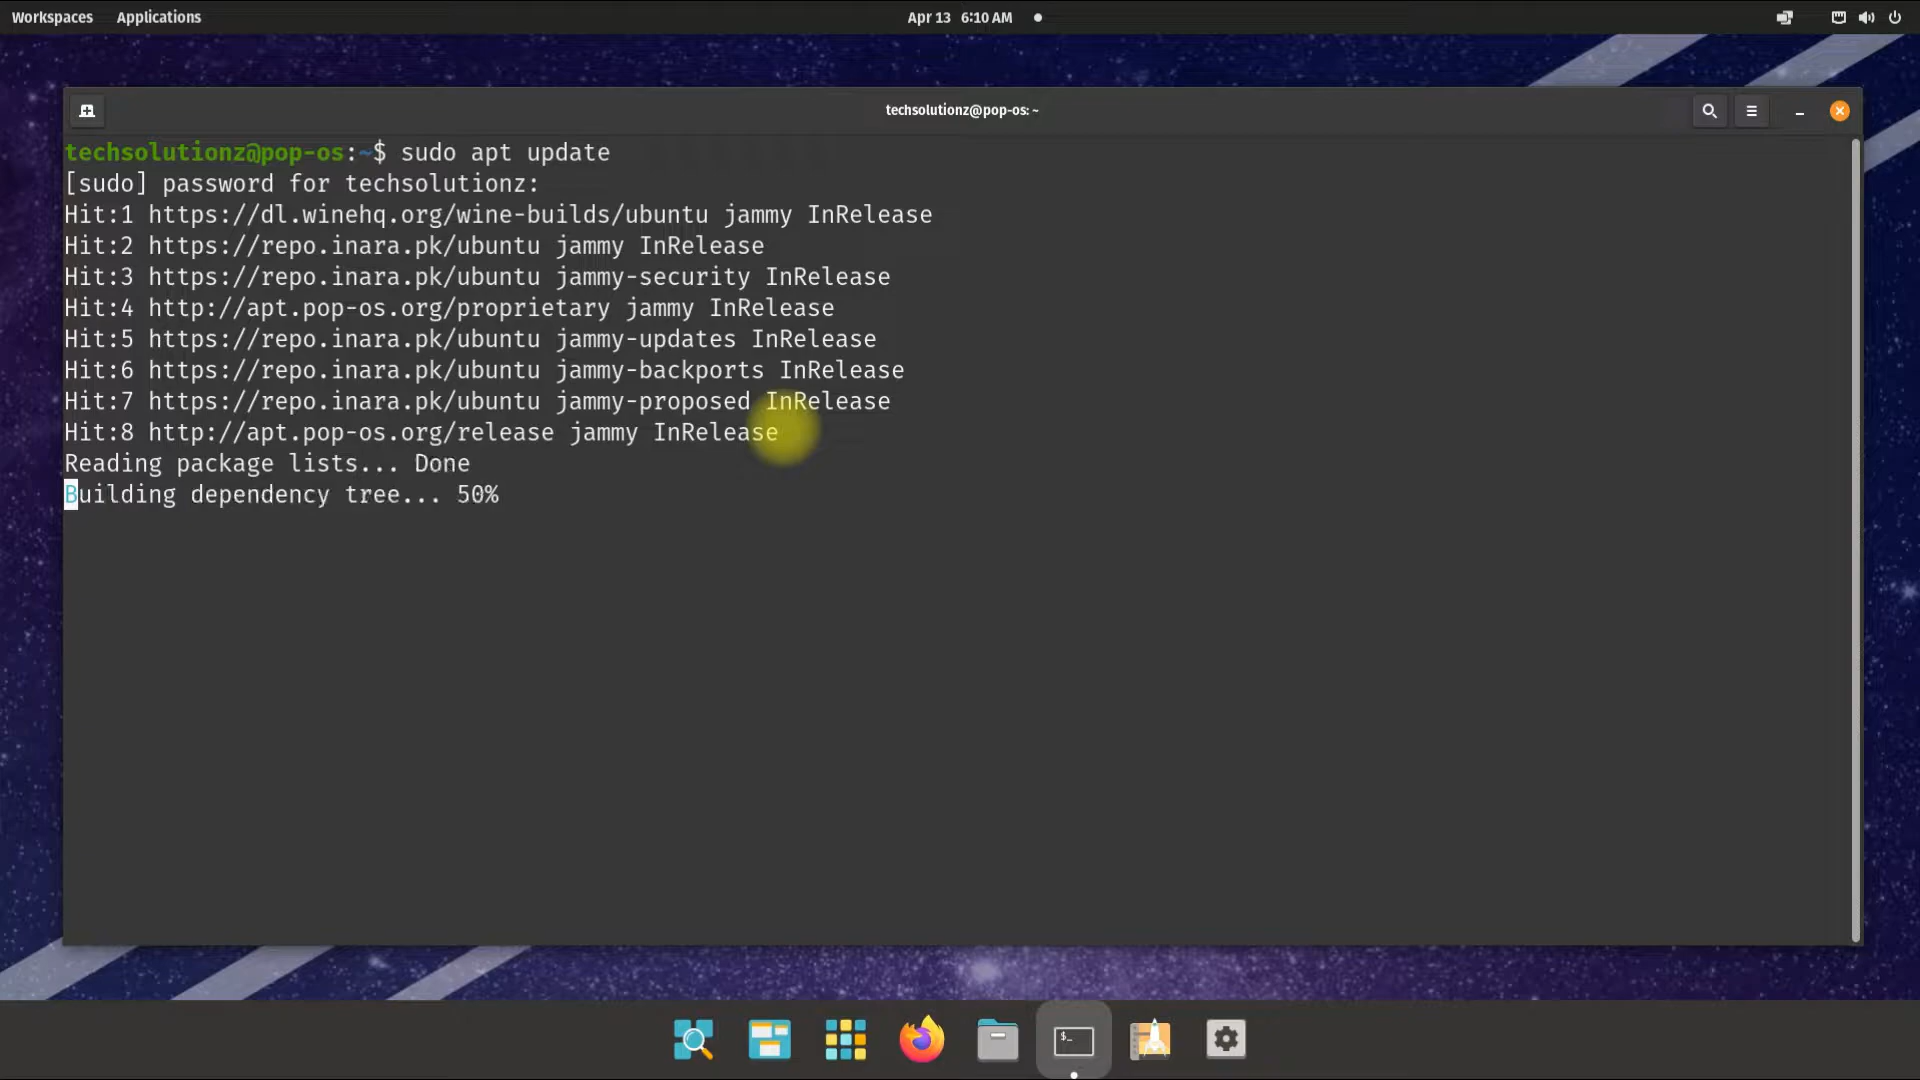 Workspaces Applications Apr 13 6:10 AM
techsolutionz@pop-os: ~
techsolutionz@pop-os:~$ sudo apt update
[sudo] password for techsolutionz:
Hit:1 https://dl.winehq.org/wine-builds/ubuntu jammy InRelease
Hit:2 https://repo.inara.pk/ubuntu jammy InRelease
Hit:3 https://repo.inara.pk/ubuntu jammy-security InRelease
Hit:4 http://apt.pop-os.org/proprietary jammy InRelease
Hit:5 https://repo.inara.pk/ubuntu jammy-updates InRelease
Hit:6 https://repo.inara.pk/ubuntu jammy-backports InRelease
Hit:7 https://repo.inara.pk/ubuntu jammy-proposed InRelease
Hit:8 http://apt.pop-os.org/release jammy InRelease
Reading package lists... Done
Building dependency tree... 50%
$_